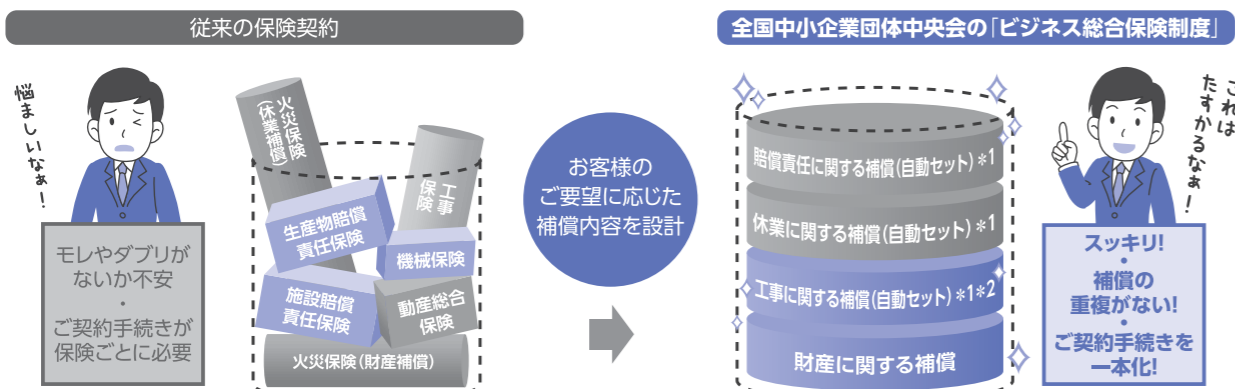 従来の保険契約
悩ましいなぁ!
モレやダブリが
ないか不安
・
ご契約手続きが
保険ごとに必要
火災保険
(休業補償)
工事
保険
生産物賠償
責任保険
機械保険
施設賠償
責任保険
動産総合
保険
火災保険(財産補償)
お客様の
ご要望に応じた
補償内容を設計
全国中小企業団体中央会の「ビジネス総合保険制度」
賠償責任に関する補償(自動セット)*1
休業に関する補償(自動セット)*1
工事に関する補償(自動セット)*1*2
財産に関する補償
これは
たすかるなぁ!
スッキリ!
・
補償の
重複がない!
・
ご契約手続きを
一本化!